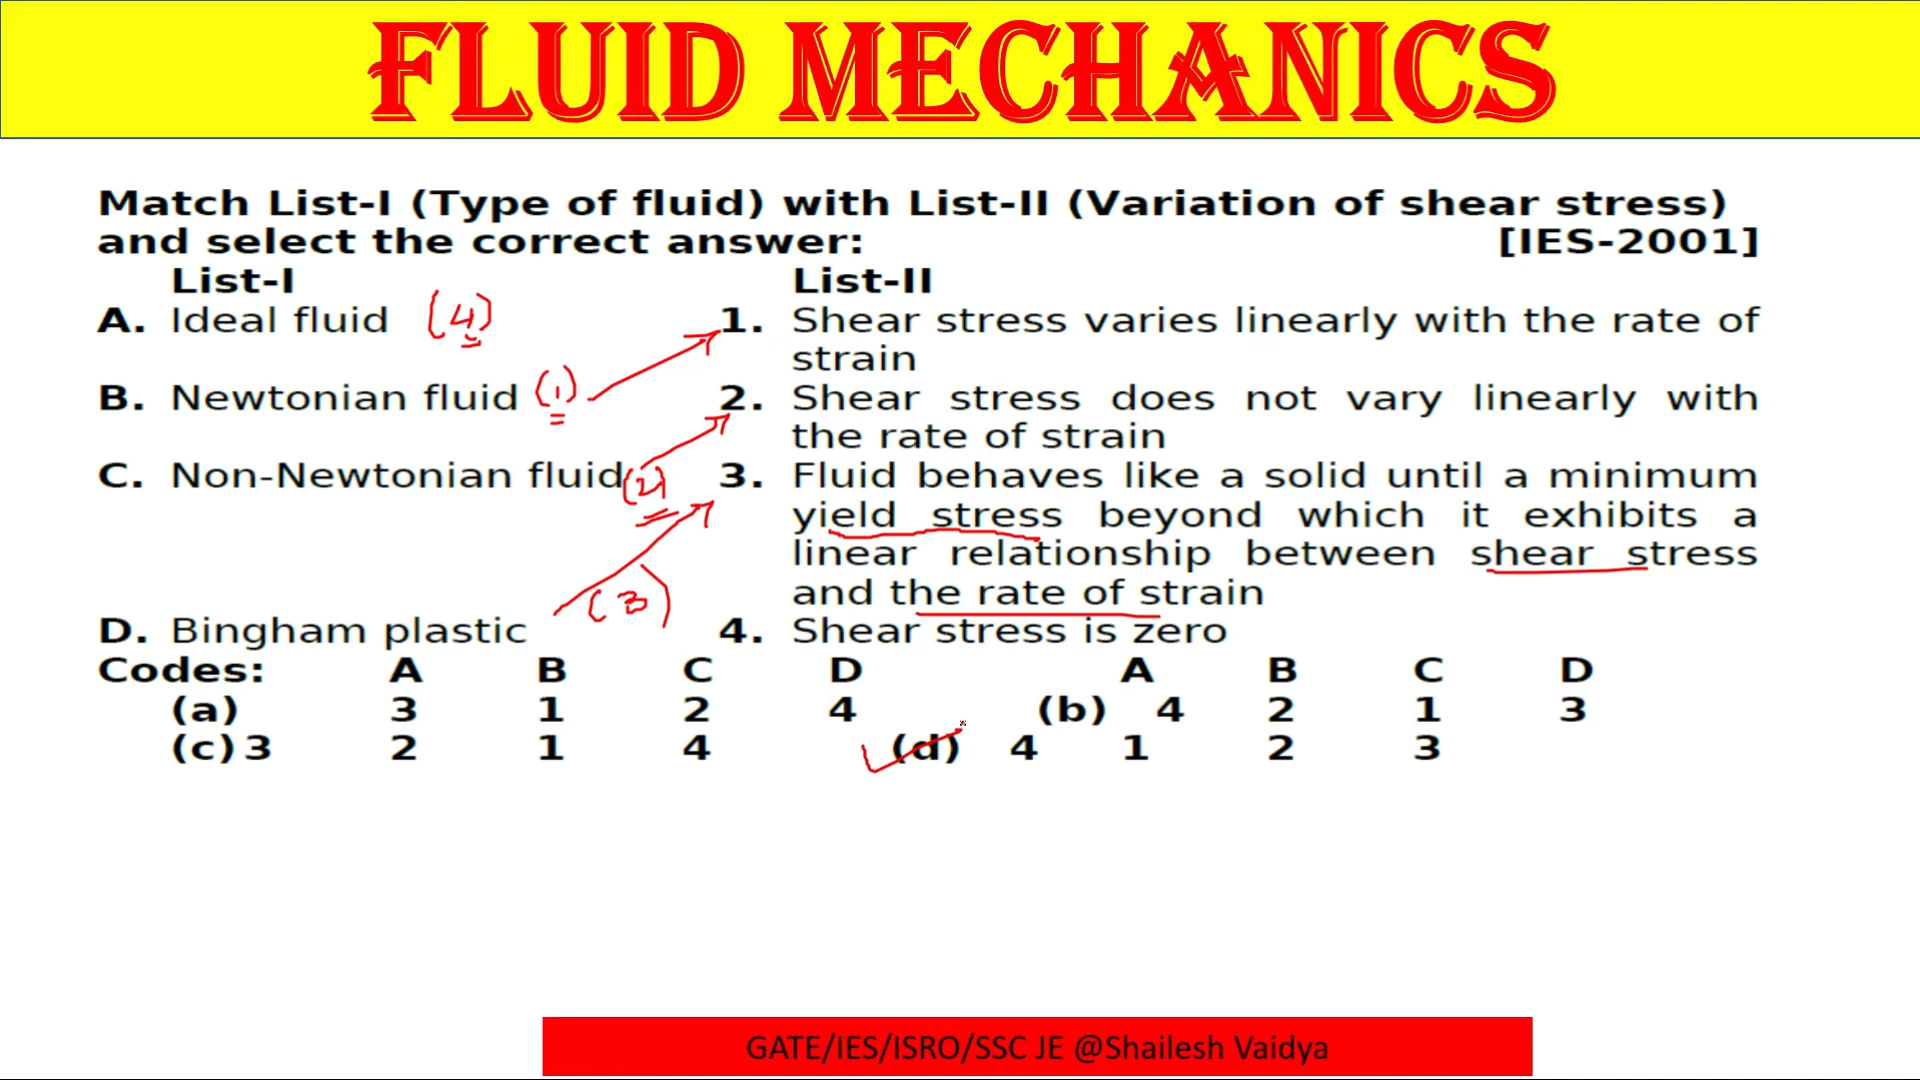 FLUID MECHANICS
Match List-I (Type of fluid) with List-II (Variation of shear stress)
and select the correct answer: [IES-2001]
List-I List-II
A. Ideal fluid (4) 1. Shear stress varies linearly with the rate of
strain
B. Newtonian fluid (1) 2. Shear stress does not vary linearly with
the rate of strain
C. Non-Newtonian fluid (2) 3. Fluid behaves like a solid until a minimum
yield stress beyond which it exhibits a
linear relationship between shear stress
and the rate of strain
(3)
D. Bingham plastic 4. Shear stress is zero
Codes: A B C D A B C D
(a) 3 1 2 4 (b) 4 2 1 3
(c) 3 2 1 4 (d) 4 1 2 3
GATE/IES/ISRO/SSC JE @Shailesh Vaidya